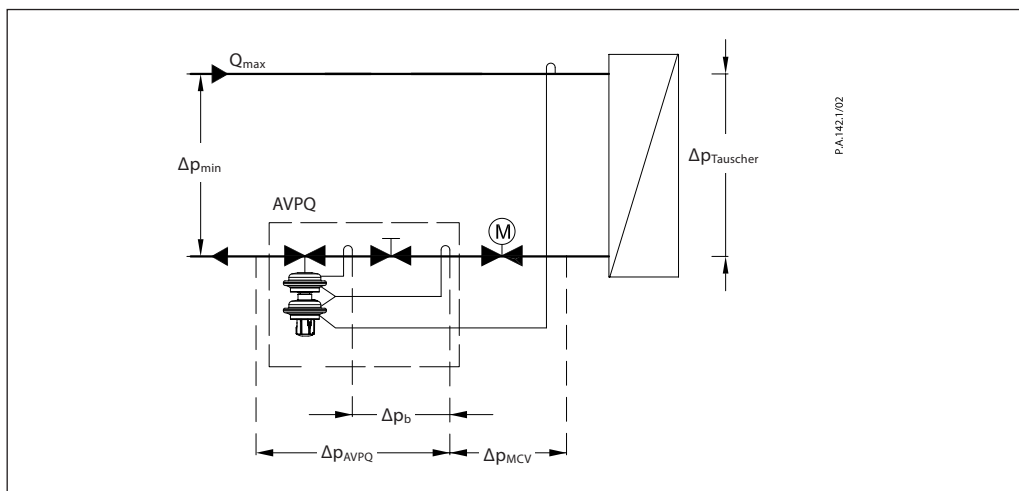 Qmax
Δpmin
ΔpTauscher
P.A.142.1/02
AVPQ
M
Δpb
ΔpAVPQ
ΔpMCV